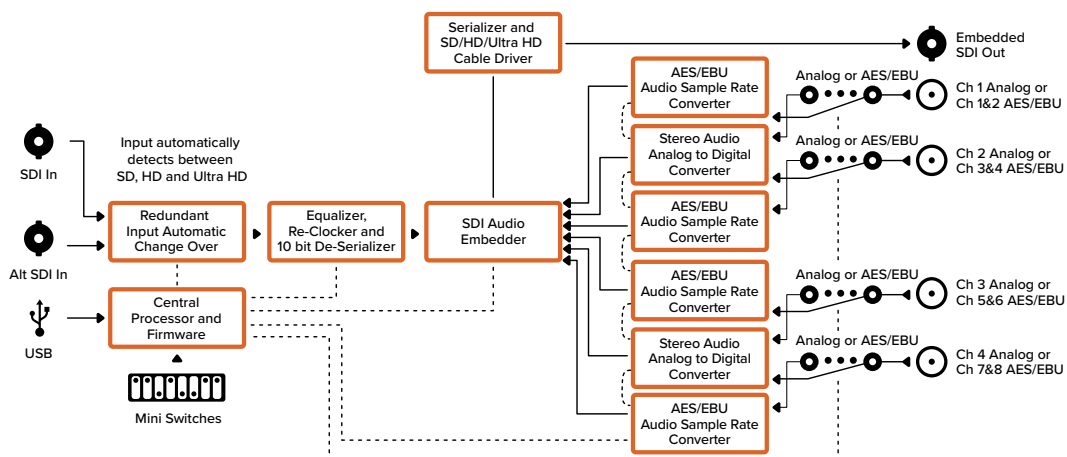 Serializer and
SD/HD/Ultra HD
Cable Driver
Embedded
SDI Out
AES/EBU
Audio Sample Rate
Converter
Analog or AES/EBU
Ch 1 Analog or
Ch 1&2 AES/EBU
SDI In
Input automatically
detects between
SD, HD and Ultra HD
Stereo Audio
Analog to Digital
Converter
Analog or AES/EBU
Ch 2 Analog or
Ch 3&4 AES/EBU
Alt SDI In
Redundant
Input Automatic
Change Over
Equalizer,
Re-Clocker and
10 bit De-Serializer
SDI Audio
Embedder
AES/EBU
Audio Sample Rate
Converter
USB
Central
Processor and
Firmware
AES/EBU
Audio Sample Rate
Converter
Analog or AES/EBU
Ch 3 Analog or
Ch 5&6 AES/EBU
Stereo Audio
Analog to Digital
Converter
Analog or AES/EBU
Ch 4 Analog or
Ch 7&8 AES/EBU
Mini Switches
AES/EBU
Audio Sample Rate
Converter